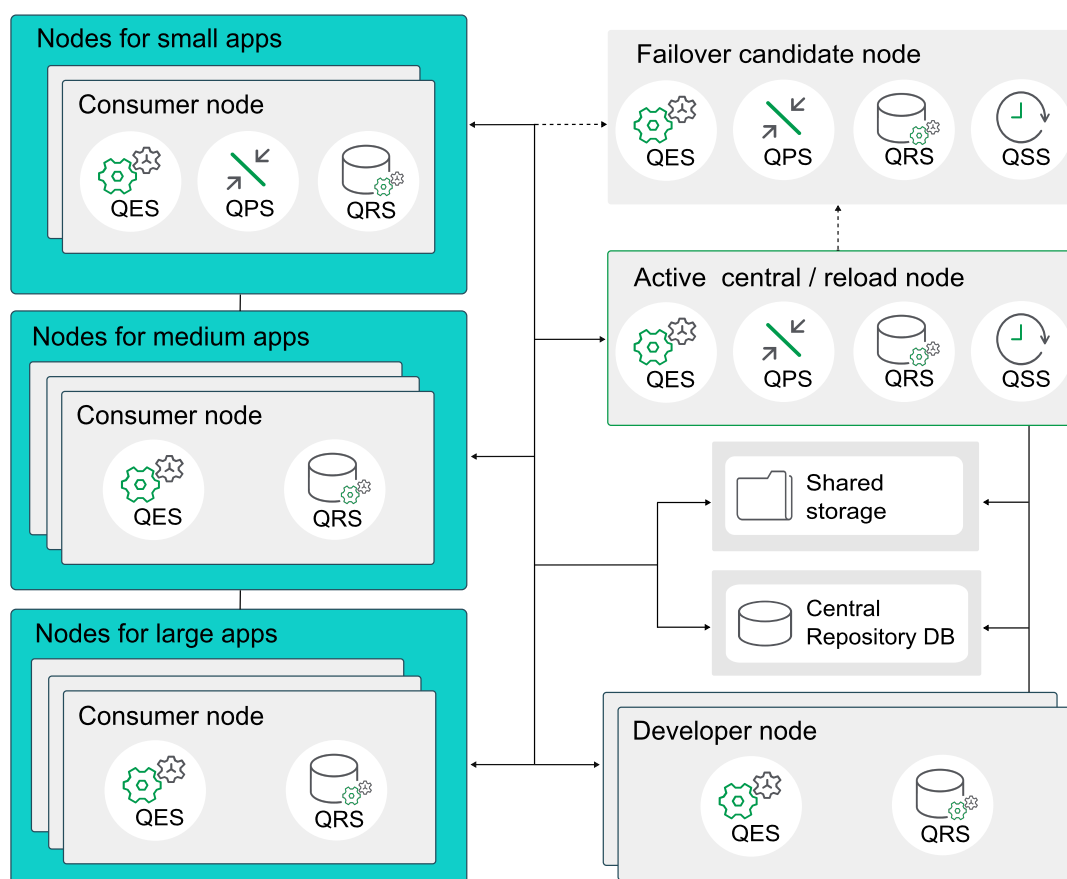 Nodes for small apps
Consumer node
QES
QPS
QRS
Nodes for medium apps
Consumer node
QES
QRS
Nodes for large apps
Consumer node
QES
QRS
Failover candidate node
QES
QPS
QRS
QSS
Active central / reload node
QES
QPS
QRS
QSS
Shared
storage
Central
Repository DB
Developer node
QES
QRS